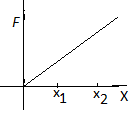 F
x₁ x₂ X